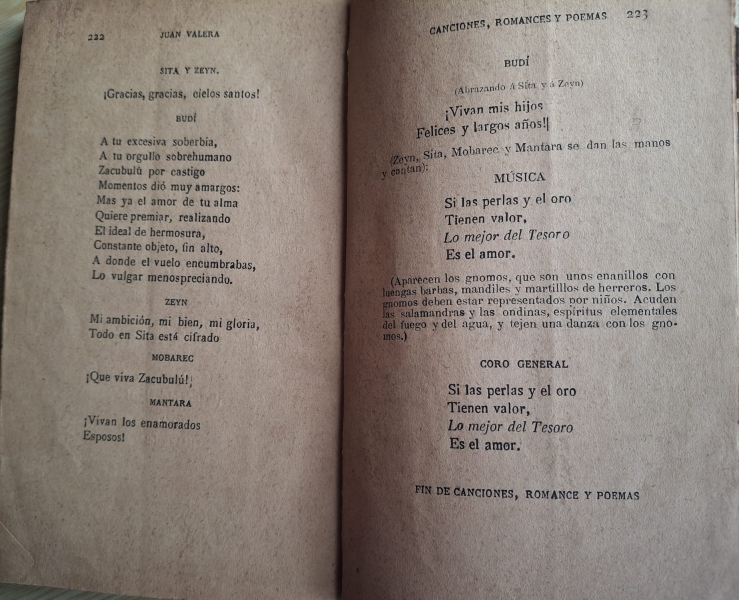 222 JUAN VALERA
SITA Y ZEYN.
¡Gracias, gracias, cielos santos!
BUDÍ
A tu excesiva soberbia,
A tu orgullo sobrehumano
Zacubulú por castigo
Momentos dió muy amargos:
Mas ya el amor de tu alma
Quiere premiar, realizando
El ideal de hermosura,
Constante objeto, fin alto,
A donde el vuelo encumbrabas,
Lo vulgar menospreciando.
ZEYN
Mi ambición, mi bien, mi gloria,
Todo en Sita está cifrado
MOBAREC
¡Que viva Zacubulú!;
MANTARA
¡Vivan los enamorados
Esposos!
CANCIONES, ROMANCES Y POEMAS 223
BUDÍ
(Abrazando á Sita y á Zeyn)
¡Vivan mis hijos
Felices y largos años!
(Zeyn, Sita, Mobarec y Mantara se dan las manos
y cantan):
MÚSICA
Si las perlas y el oro
Tienen valor,
Lo mejor del Tesoro
Es el amor.
(Aparecen los gnomos, que son unos enanillos con
luengas barbas, mandiles y martilllos de herreros. Los
gnomos deben estar representados por niños. Acuden
las salamandras y las ondinas, espíritus elementales
del fuego y del agua, y tejen una danza con los gno-
mos.)
CORO GENERAL
Si las perlas y el oro
Tienen valor,
Lo mejor del Tesoro
Es el amor.
FIN DE CANCIONES, ROMANCE Y POEMAS